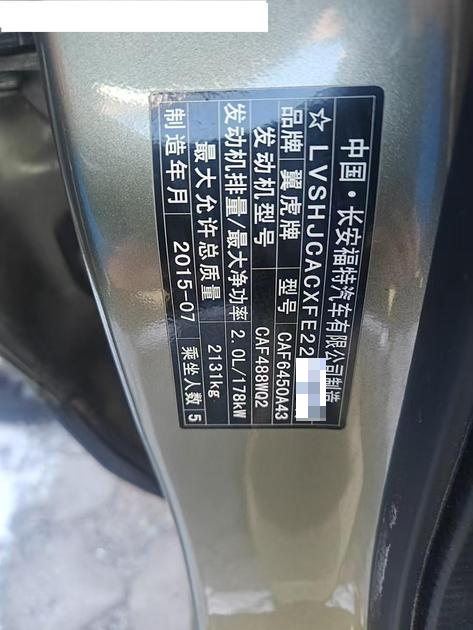 中国·长安福特汽车有限公司制造
☆LVSHJCACXFE22
品牌 翼虎牌 型号 CAF6450A43
发动机型号 CAF488WQ2
发动机排量/最大净功率 2.0L/178kW
最大允许总质量 2131kg
制造年月 2015-07 乘坐人数 5